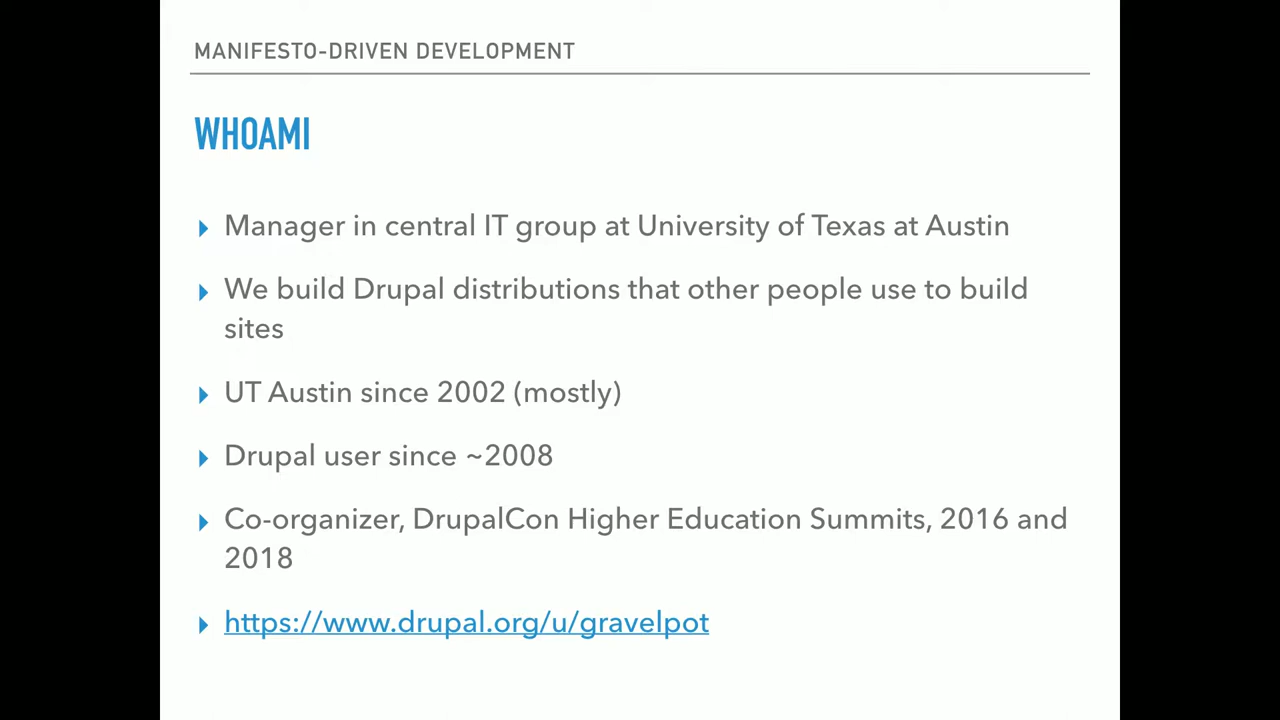 MANIFESTO-DRIVEN DEVELOPMENT
WHOAMI
Manager in central IT group at University of Texas at Austin
We build Drupal distributions that other people use to build
sites
UT Austin since 2002 (mostly)
Drupal user since ~2008
Co-organizer, DrupalCon Higher Education Summits, 2016 and
2018
https://www.drupal.org/u/gravelpot